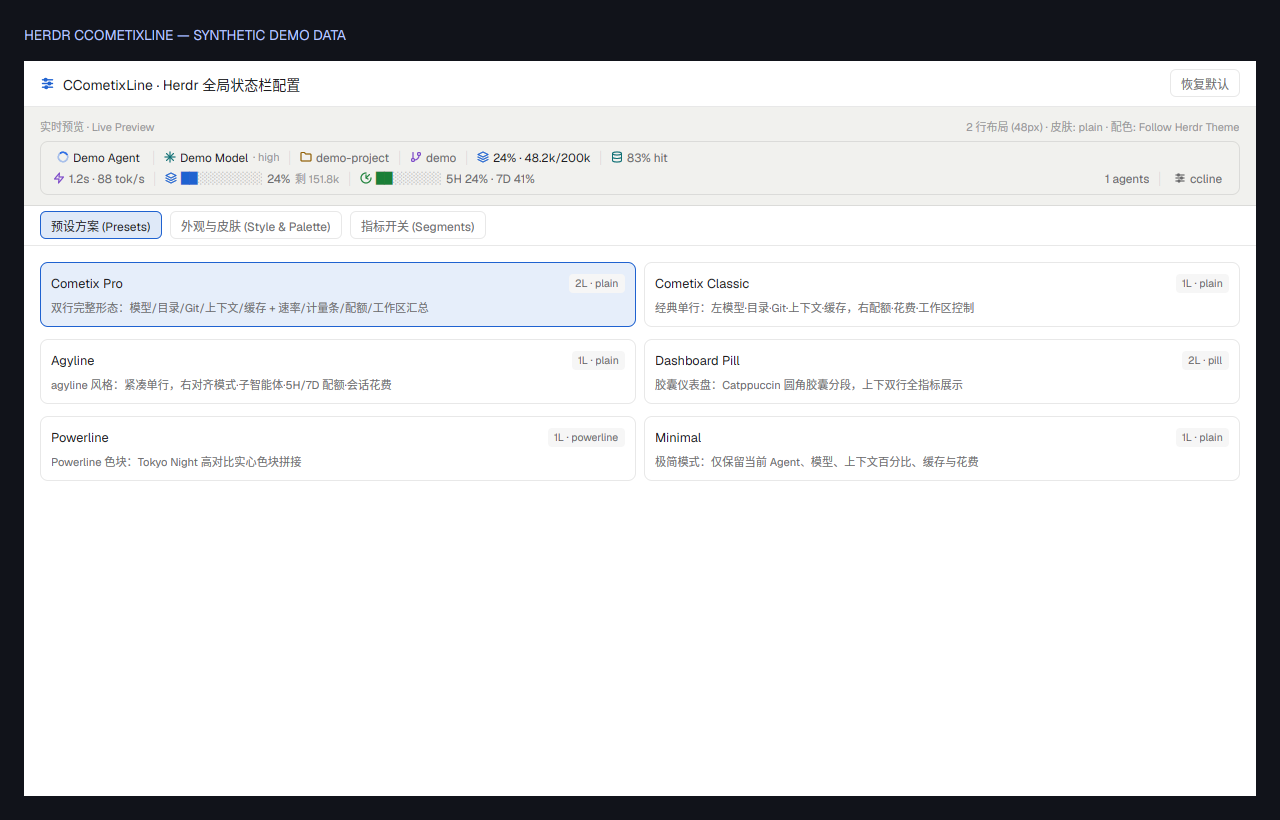 HERDR CCOMETIXLINE — SYNTHETIC DEMO DATA
CCometixLine · Herdr 全局状态栏配置
恢复默认
实时预览 · Live Preview
2 行布局 (48px) · 皮肤: plain · 配色: Follow Herdr Theme
Demo Agent Demo Model · high demo-project demo 24% · 48.2k/200k 83% hit
1.2s · 88 tok/s 24% 剩 151.8k 5H 24% · 7D 41% 1 agents ccline
预设方案 (Presets) 外观与皮肤 (Style & Palette) 指标开关 (Segments)
Cometix Pro 2L · plain
双行完整形态：模型/目录/Git/上下文/缓存 + 速率/计量条/配额/工作区汇总
Cometix Classic 1L · plain
经典单行：左模型·目录·Git·上下文·缓存，右配额·花费·工作区控制
Agyline 1L · plain
agyline 风格：紧凑单行，右对齐模式·子智能体·5H/7D 配额·会话花费
Dashboard Pill 2L · pill
胶囊仪表盘：Catppuccin 圆角胶囊分段，上下双行全指标展示
Powerline 1L · powerline
Powerline 色块：Tokyo Night 高对比实心色块拼接
Minimal 1L · plain
极简模式：仅保留当前 Agent、模型、上下文百分比、缓存与花费